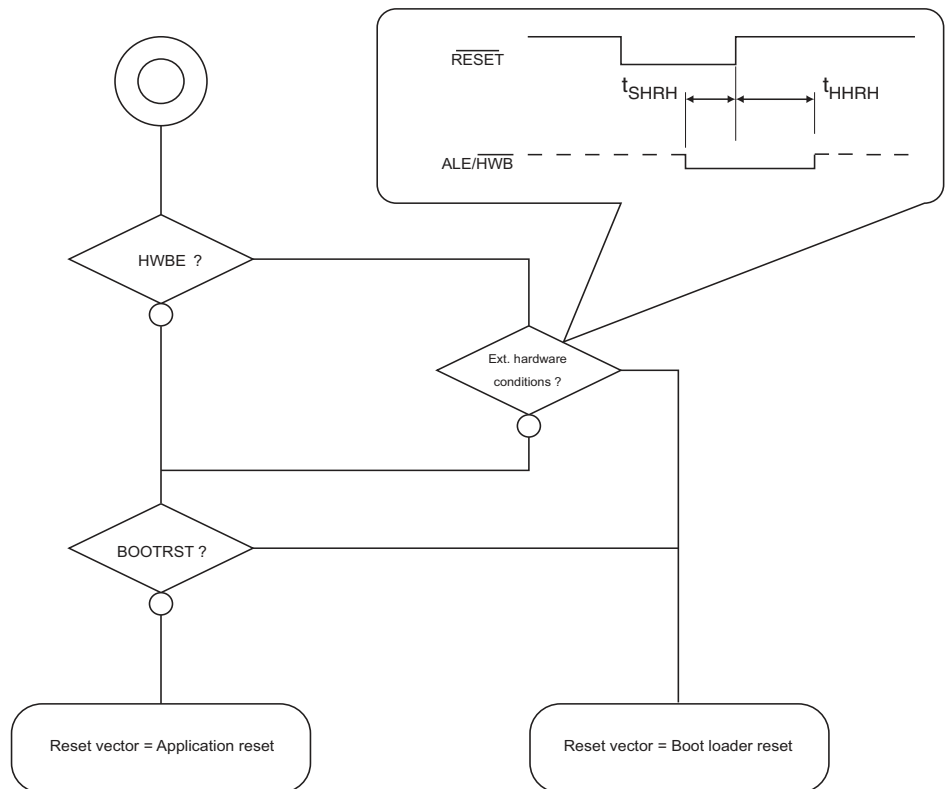 RESET
tSHRH
tHHRH
ALE/HWB
HWBE ?
Ext. hardware
conditions ?
BOOTRST ?
Reset vector = Application reset
Reset vector = Boot loader reset